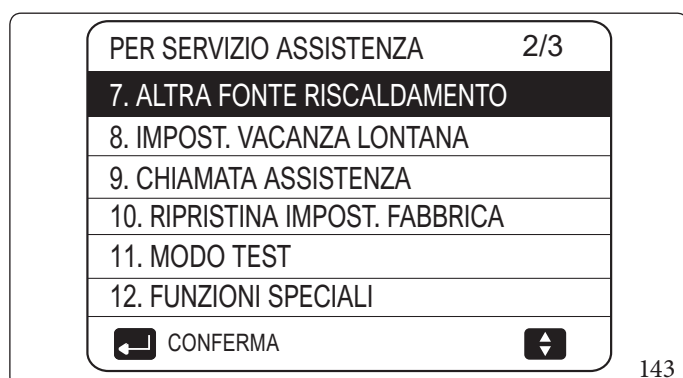 PER SERVIZIO ASSISTENZA 2/3
7. ALTRA FONTE RISCALDAMENTO
8. IMPOST. VACANZA LONTANA
9. CHIAMATA ASSISTENZA
10. RIPRISTINA IMPOST. FABBRICA
11. MODO TEST
12. FUNZIONI SPECIALI
CONFERMA
143